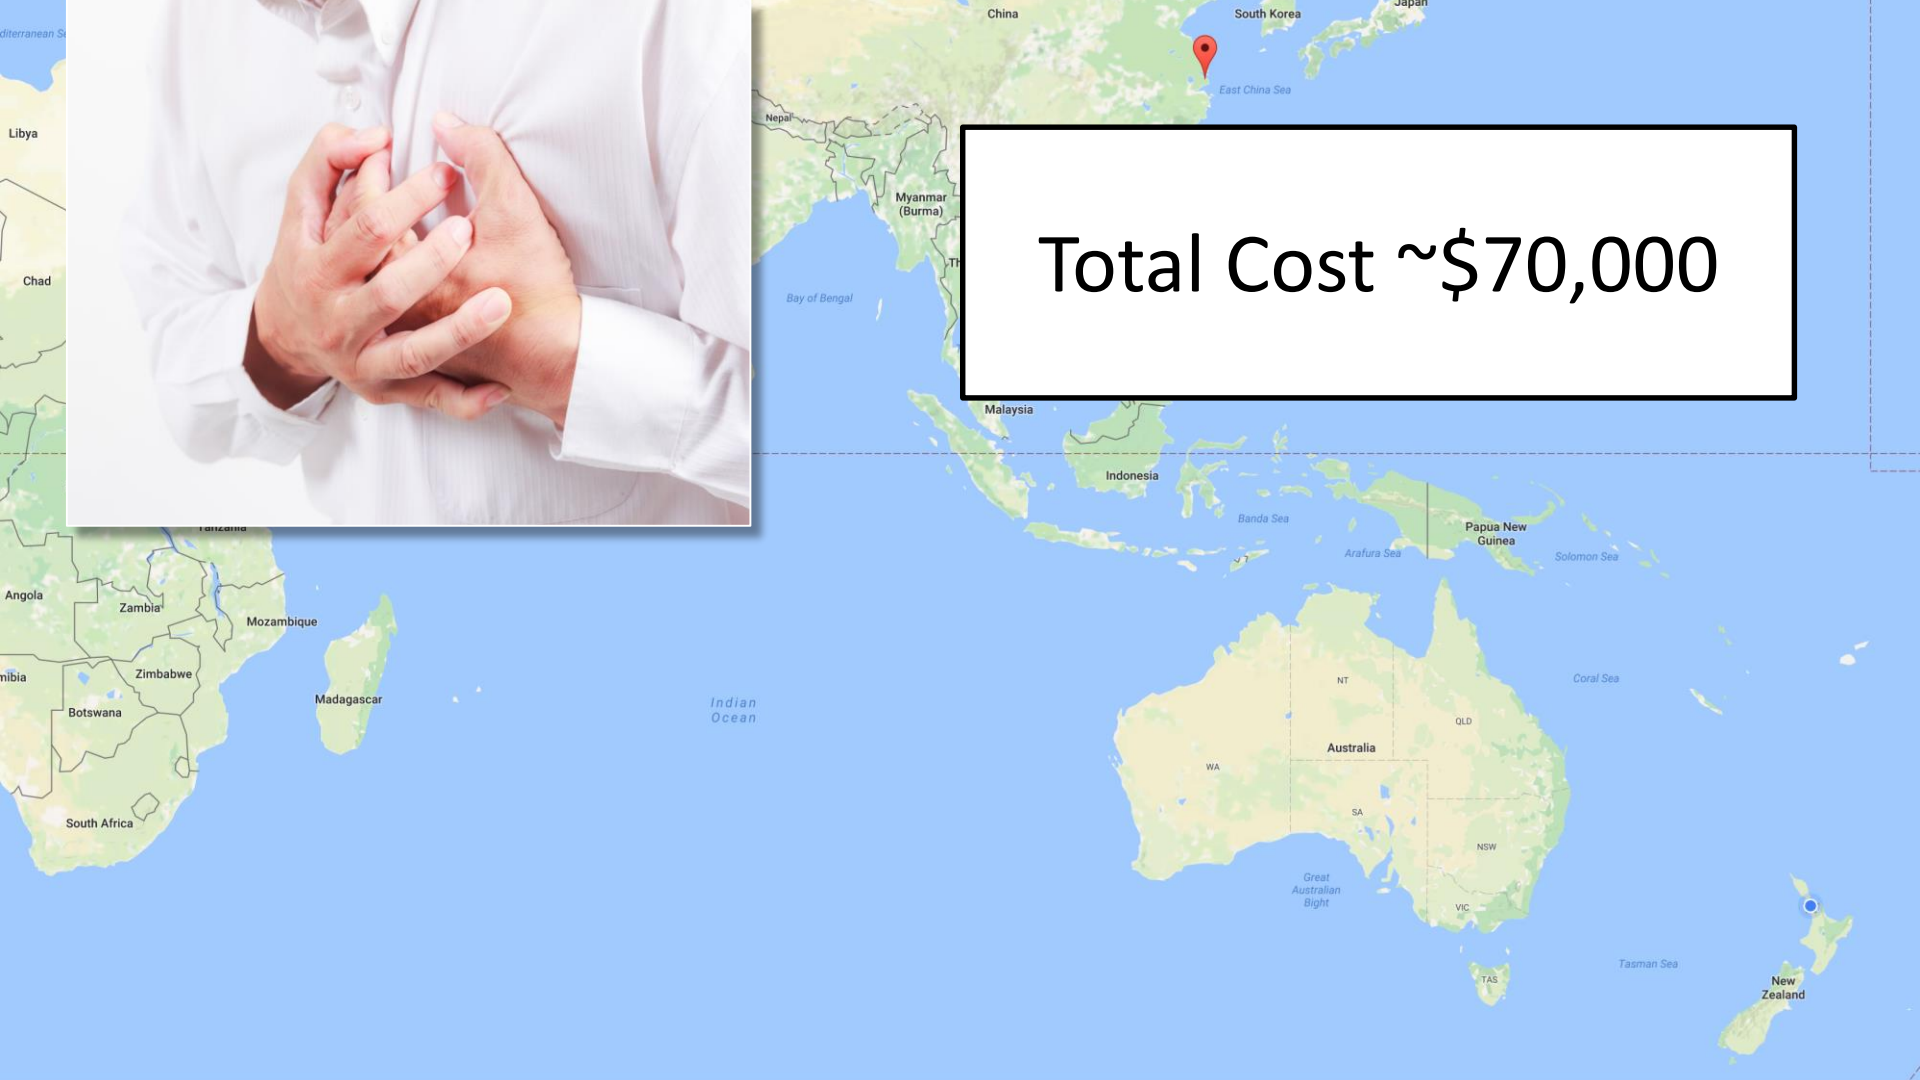 China
South Korea
Japan
East China Sea
Libya
Nepal
Myanmar
(Burma)
Total Cost ~$70,000
Chad
Bay of Bengal
Malaysia
Indonesia
Banda Sea
Papua New
Guinea
Arafura Sea
Solomon Sea
Angola
Zambia
Mozambique
Zimbabwe
Madagascar
Botswana
Indian
Ocean
Coral Sea
NT
QLD
Australia
WA
SA
NSW
South Africa
Great
Australian
Bight
VIC
Tasman Sea
TAS
New
Zealand